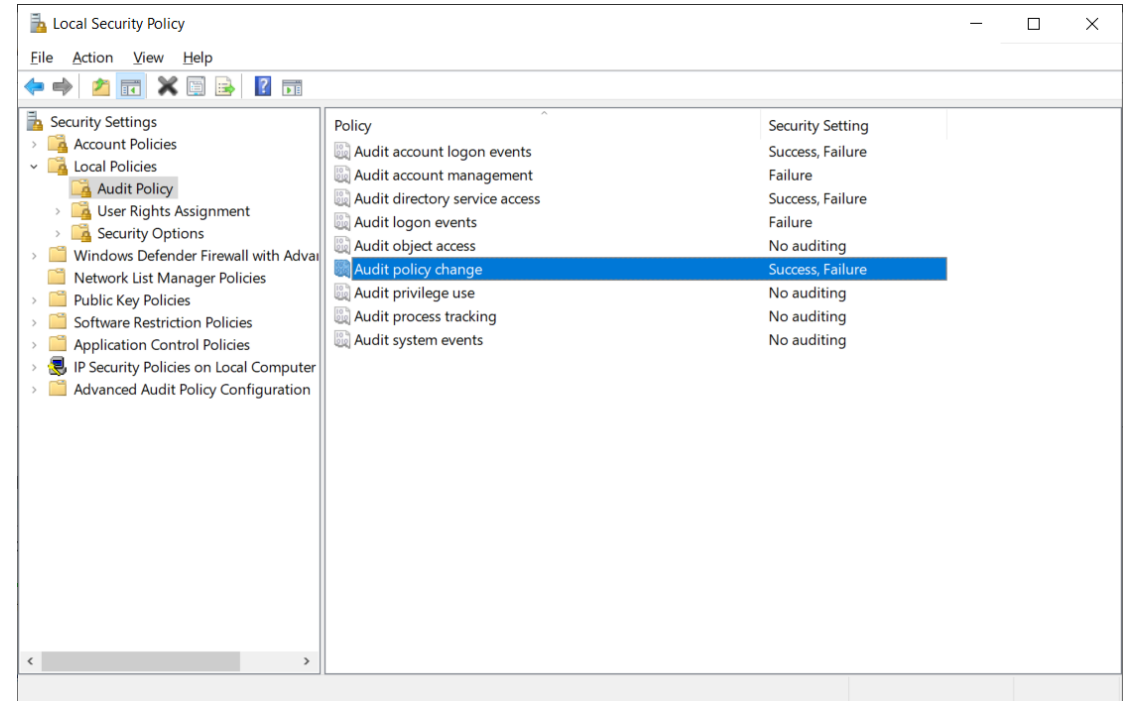 Local Security Policy
File Action View Help
Security Settings
Account Policies
Local Policies
Audit Policy
User Rights Assignment
Security Options
Windows Defender Firewall with Advai
Network List Manager Policies
Public Key Policies
Software Restriction Policies
Application Control Policies
IP Security Policies on Local Computer
Advanced Audit Policy Configuration
Policy Security Setting
Audit account logon events Success, Failure
Audit account management Failure
Audit directory service access Success, Failure
Audit logon events Failure
Audit object access No auditing
Audit policy change Success, Failure
Audit privilege use No auditing
Audit process tracking No auditing
Audit system events No auditing